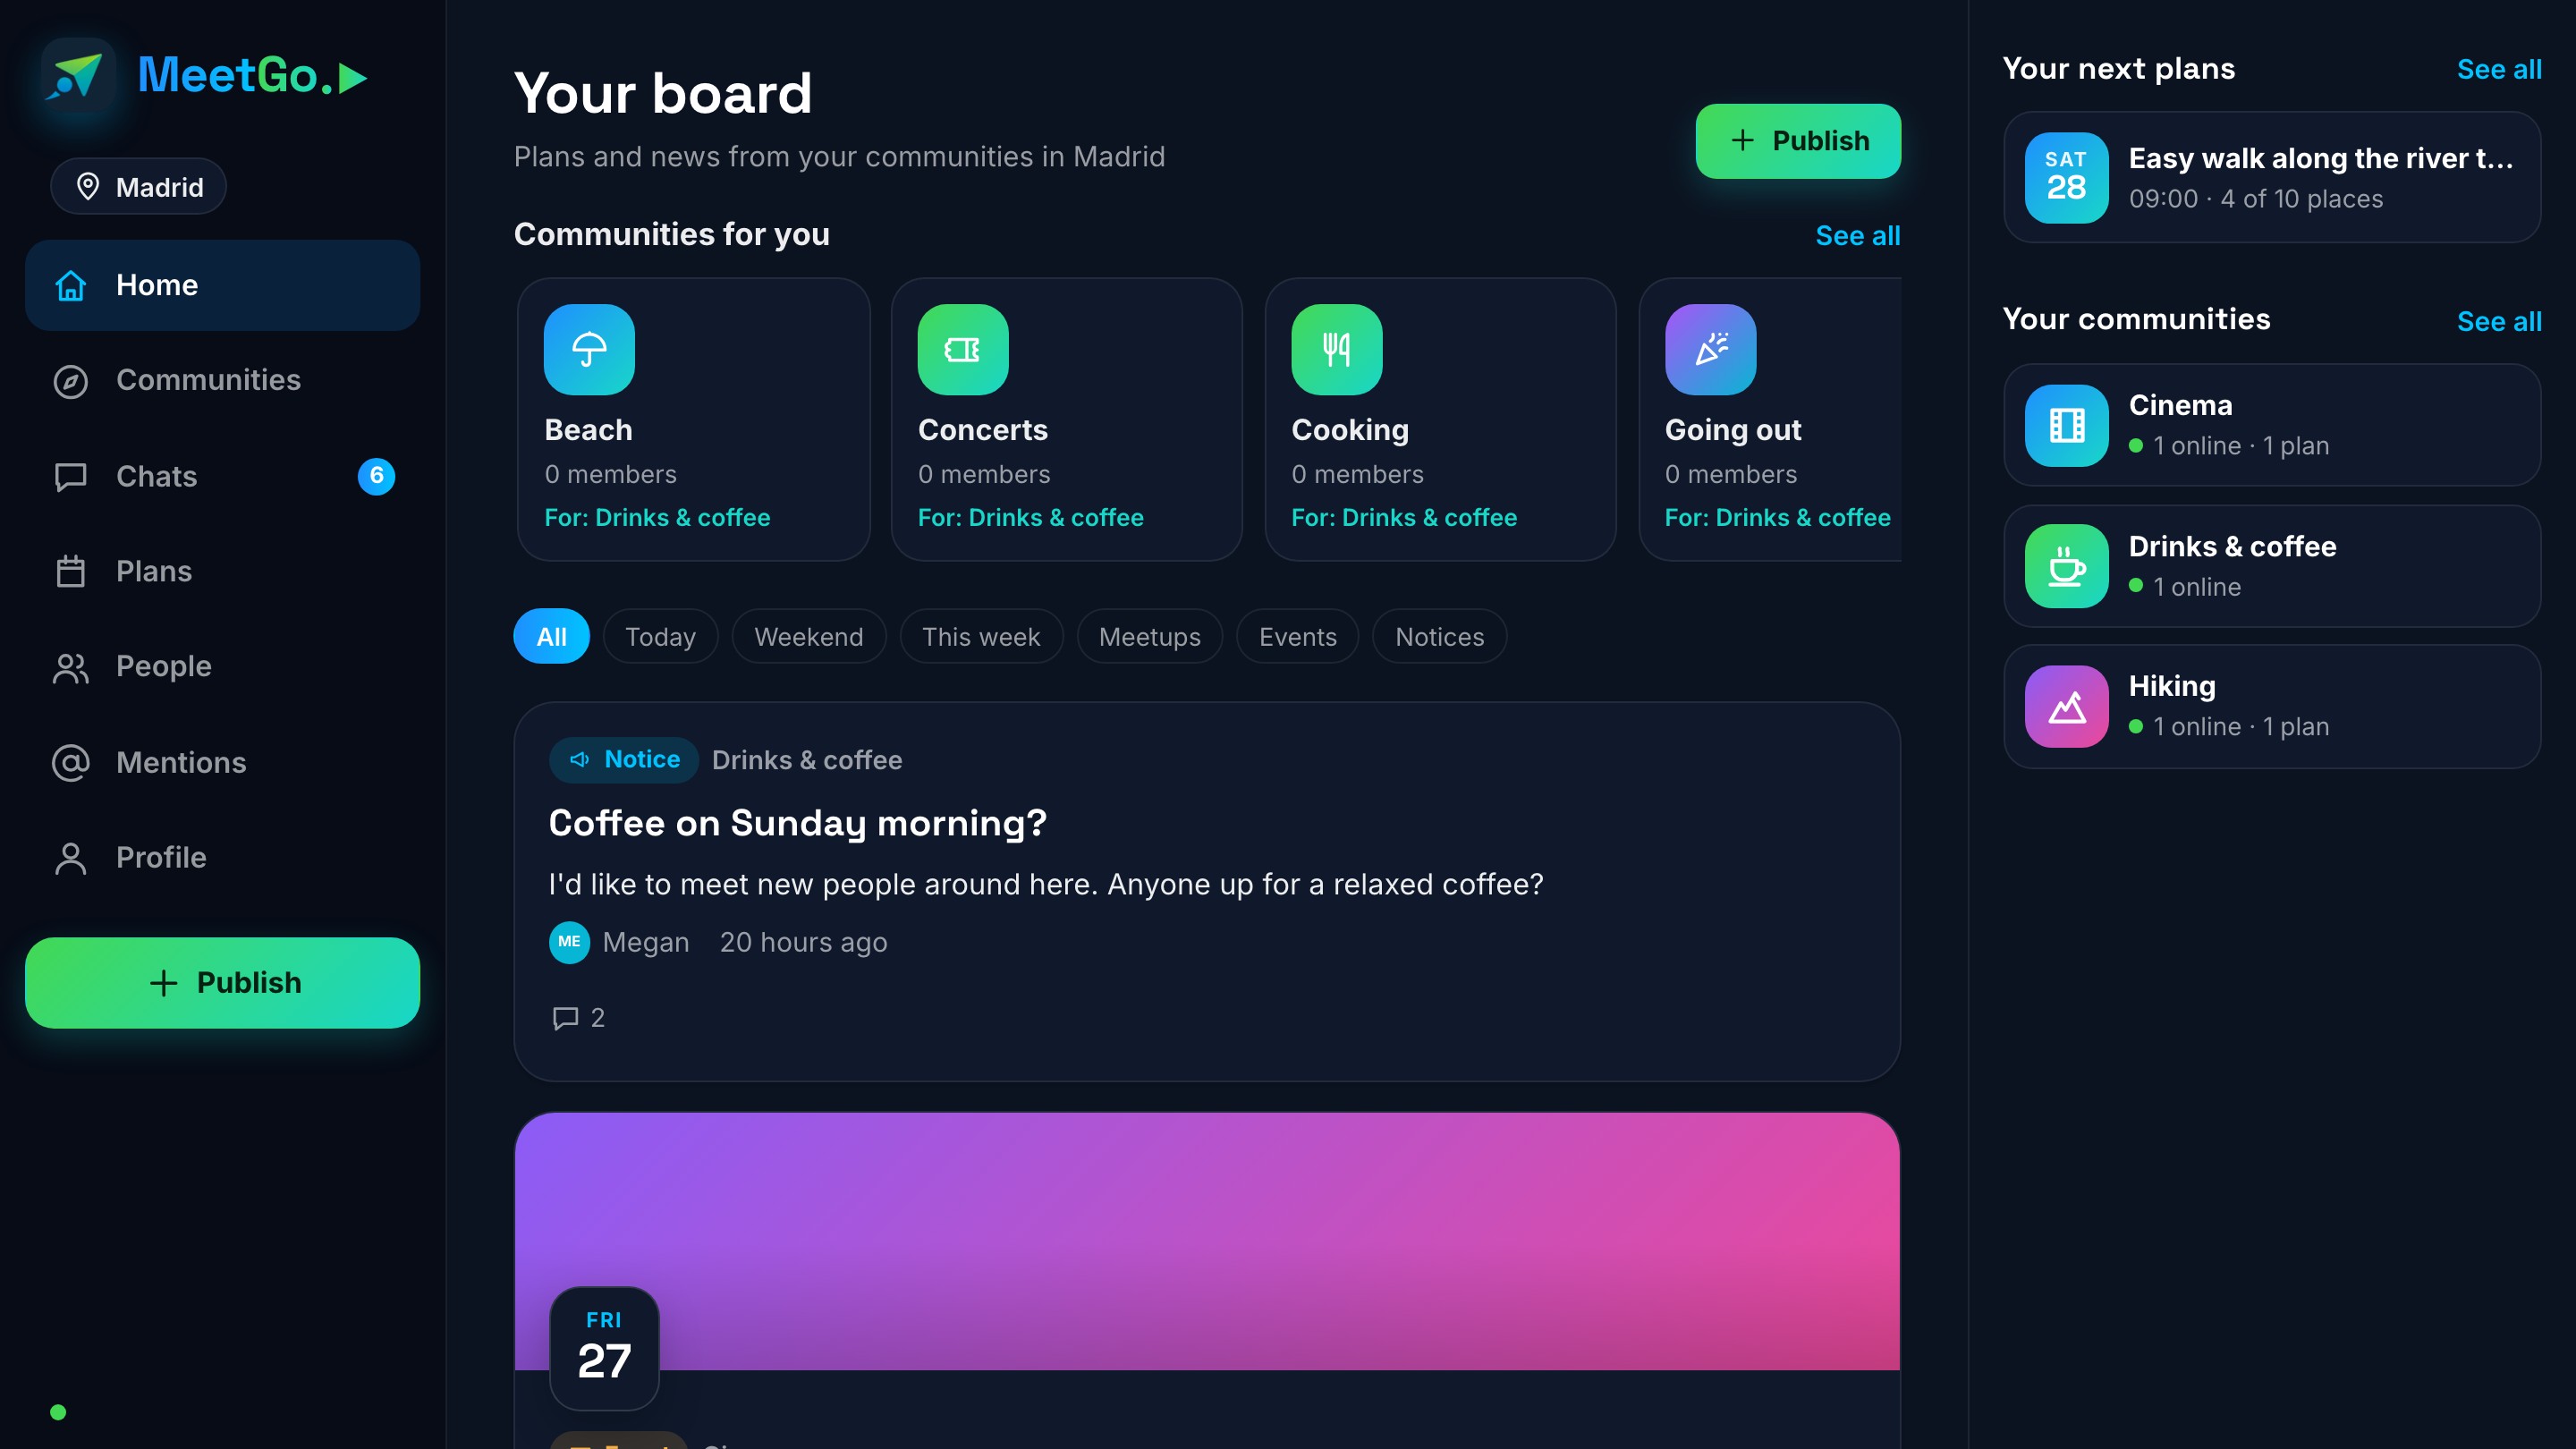 MeetGo.
Madrid
Home
Communities
Chats
6
Plans
People
Mentions
Profile
Publish
Your board
Plans and news from your communities in Madrid
Publish
Communities for you
See all
Beach
0 members
For: Drinks & coffee
Concerts
0 members
For: Drinks & coffee
Cooking
0 members
For: Drinks & coffee
Going out
0 members
For: Drinks & coffee
All
Today
Weekend
This week
Meetups
Events
Notices
Notice
Drinks & coffee
Coffee on Sunday morning?
I'd like to meet new people around here. Anyone up for a relaxed coffee?
ME
Megan
20 hours ago
2
FRI
27
Your next plans
See all
SAT
28
Easy walk along the river t...
09:00 · 4 of 10 places
Your communities
See all
Cinema
1 online · 1 plan
Drinks & coffee
1 online
Hiking
1 online · 1 plan